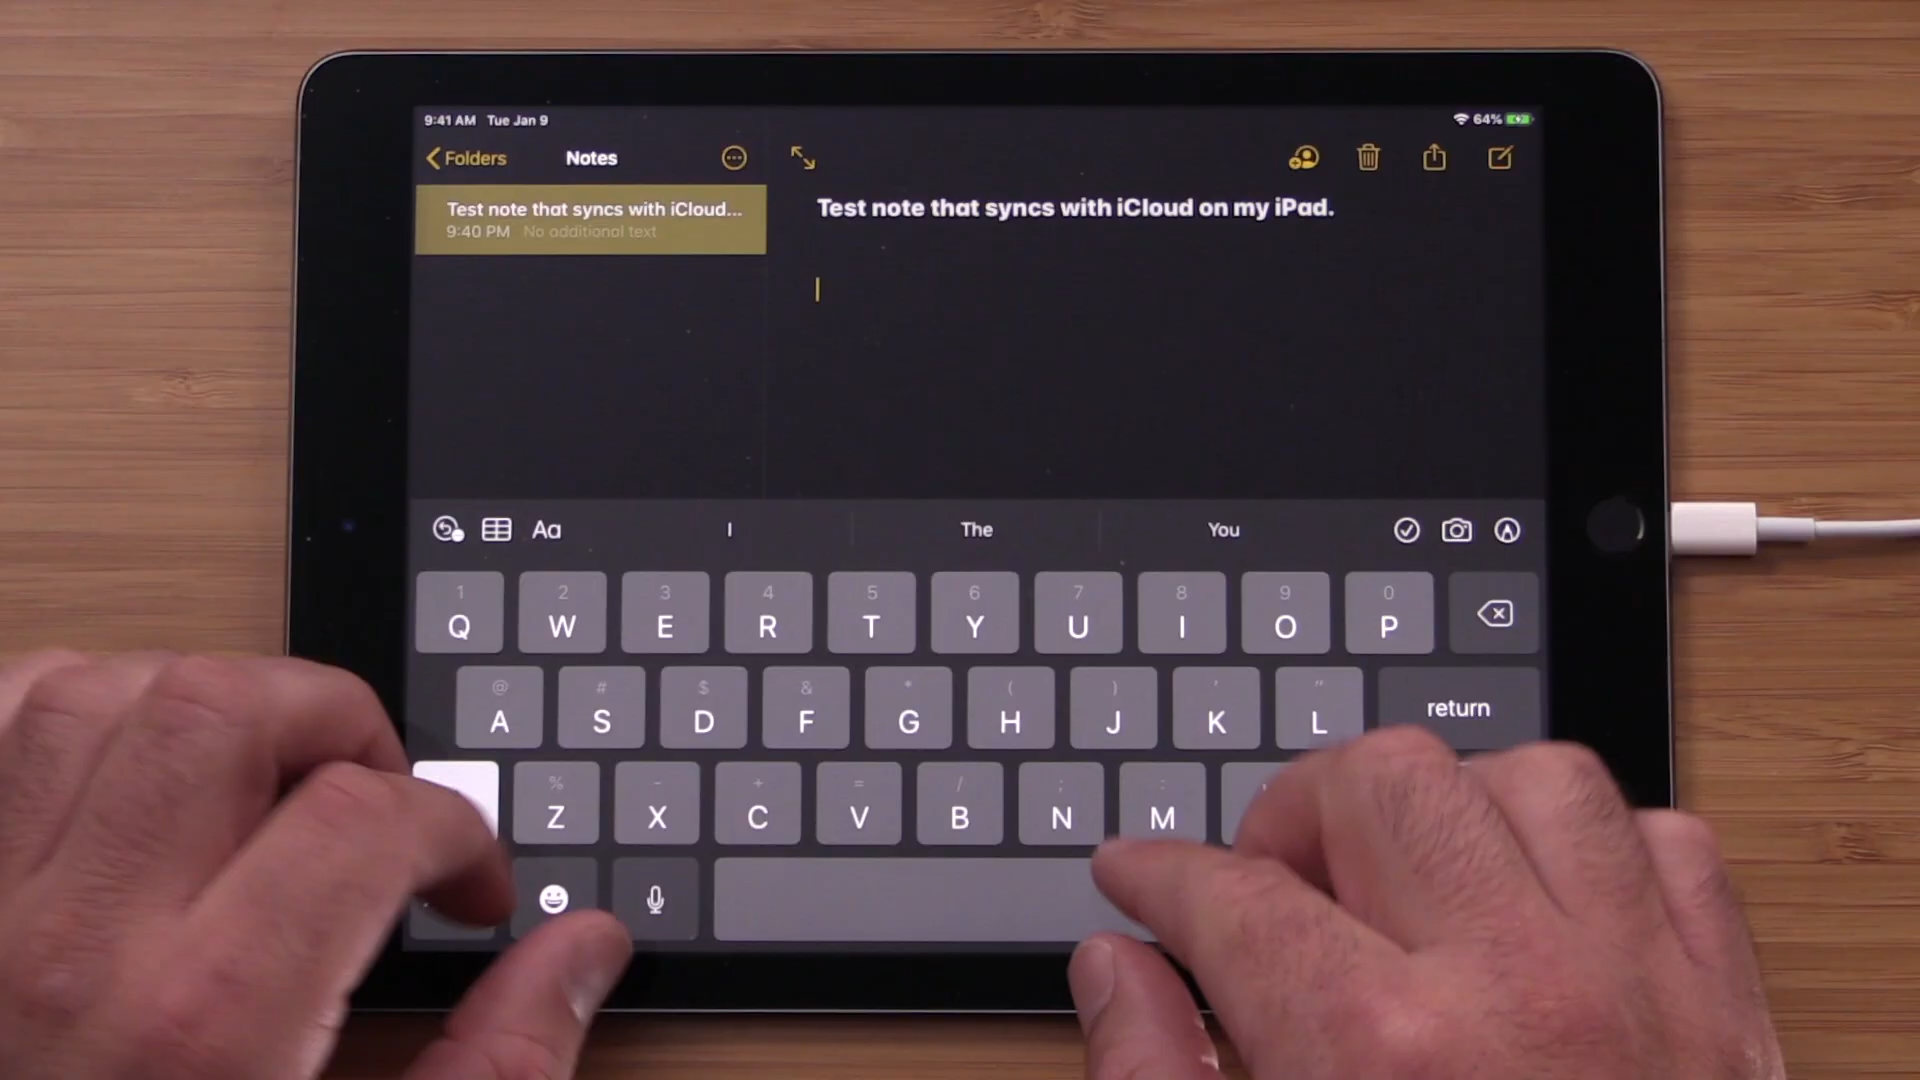 9:41 AM Tue Jan 9
64%
Folders
Notes
Test note that syncs with iCloud...
9:40 PM No additional text
Test note that syncs with iCloud on my iPad.
Aa
I
The
You
1 2 3 4 5 6 7 8 9 0
Q W E R T Y U I O P
@ # $ & * ( ) ' "
A S D F G H J K L
return
% - + = / ; :
Z X C V B N M